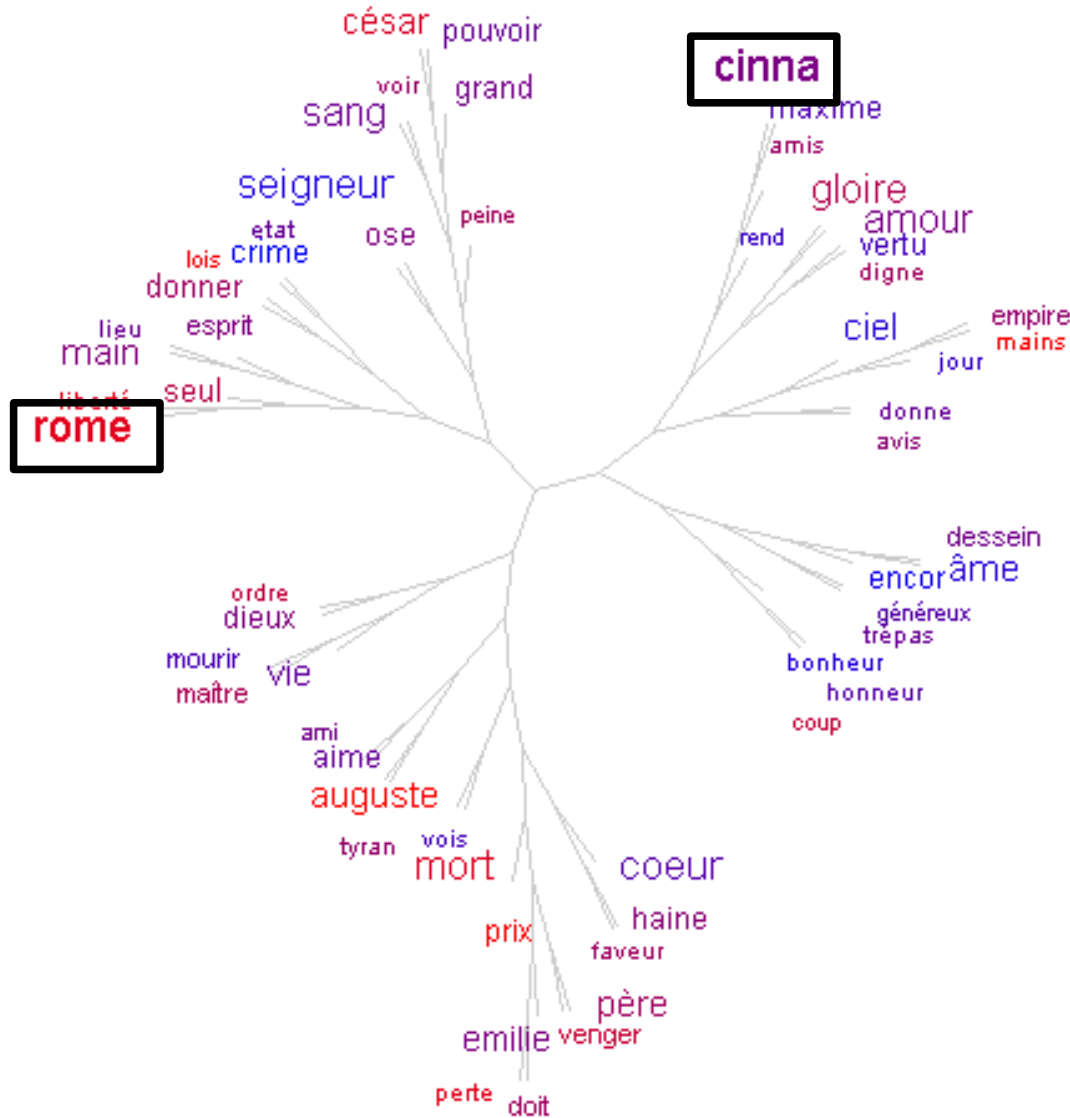 césar
pouvoir
cinna
voir
grand
sang
maxime
amis
seigneur
gloire
peine
amour
etat
ose
rend
vertu
lois
crime
digne
donner
lieu
esprit
ciel
empire
main
mains
jour
liberté
seul
donne
rome
avis
dessein
encor
âme
ordre
dieux
généreux
trépas
mourir
vie
bonheur
maître
honneur
coup
ami
aime
auguste
tyran
vois
mort
coeur
prix
haine
faveur
père
emilie
venger
perte
doit